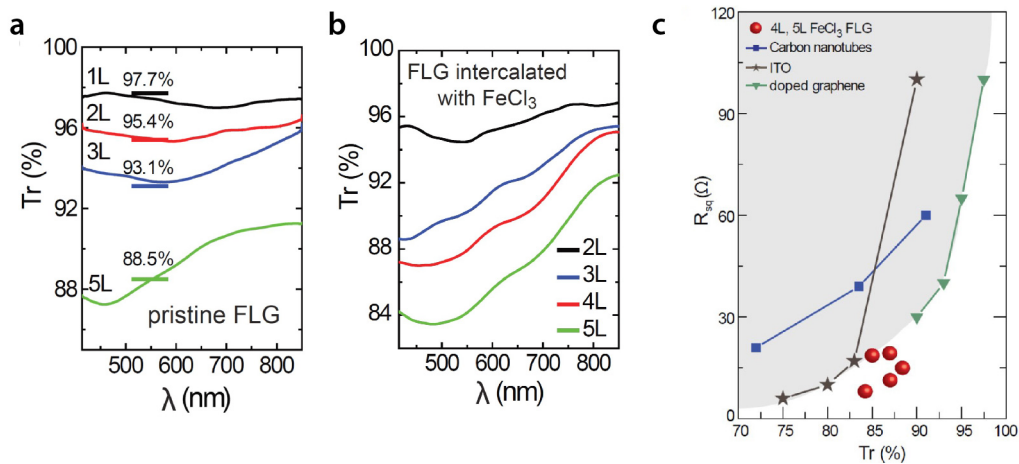 a
100
96
92
88
Tr (%)
1L
97.7%
2L
95.4%
3L
93.1%
5L
88.5%
pristine FLG
500 600 700 800
λ (nm)
b
100
96
92
88
84
Tr (%)
FLG intercalated
with FeCl₃
2L
3L
4L
5L
500 600 700 800
λ (nm)
c
120
90
60
30
0
Rsq (Ω)
4L, 5L FeCl₃ FLG
Carbon nanotubes
ITO
doped graphene
70 75 80 85 90 95 100
Tr (%)